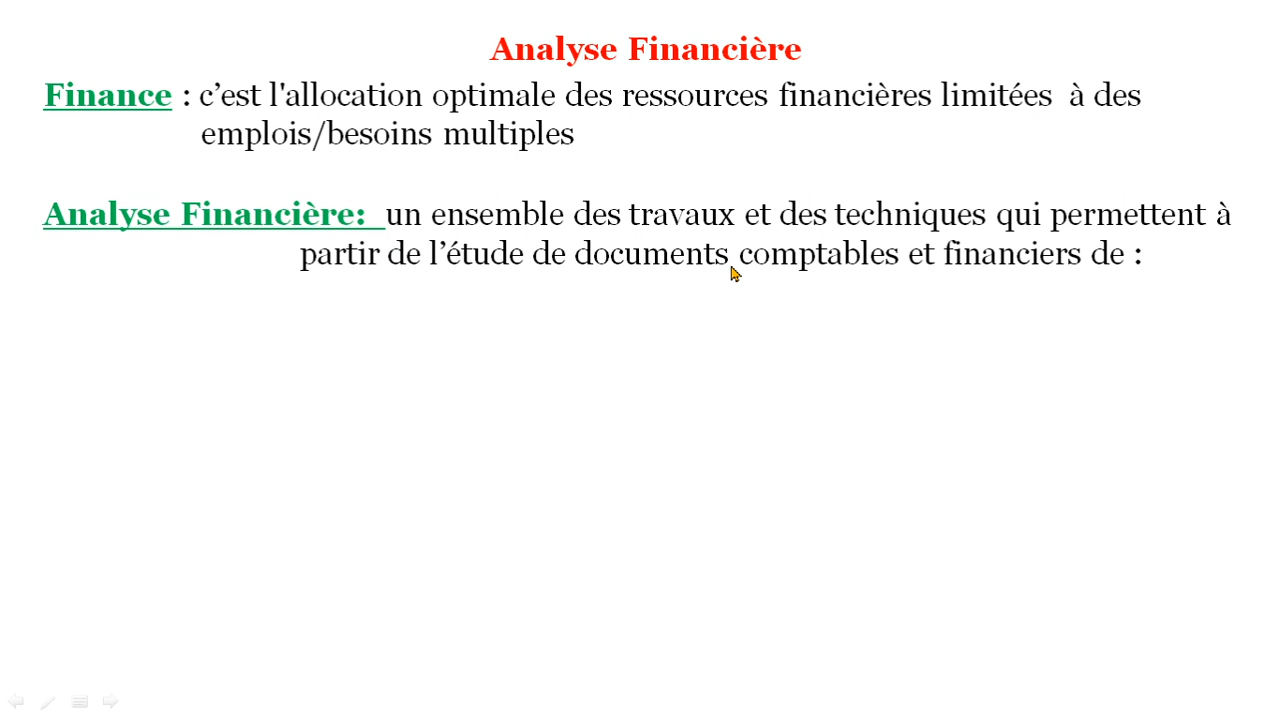 Analyse Financière
Finance : c’est l'allocation optimale des ressources financières limitées à des
emplois/besoins multiples
Analyse Financière: un ensemble des travaux et des techniques qui permettent à
partir de l’étude de documents comptables et financiers de :